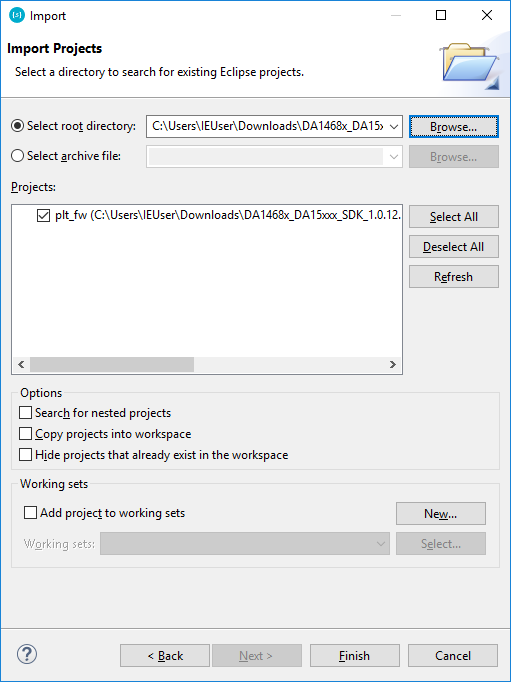 Import
Import Projects
Select a directory to search for existing Eclipse projects.
Select root directory: C:\Users\IEUser\Downloads\DA1468x_DA15x Browse...
Select archive file: Browse...
Projects:
plt_fw (C:\Users\IEUser\Downloads\DA1468x_DA15xxx_SDK_1.0.12.
Select All
Deselect All
Refresh
Options
Search for nested projects
Copy projects into workspace
Hide projects that already exist in the workspace
Working sets
Add project to working sets New...
Working sets: Select...
? < Back Next > Finish Cancel